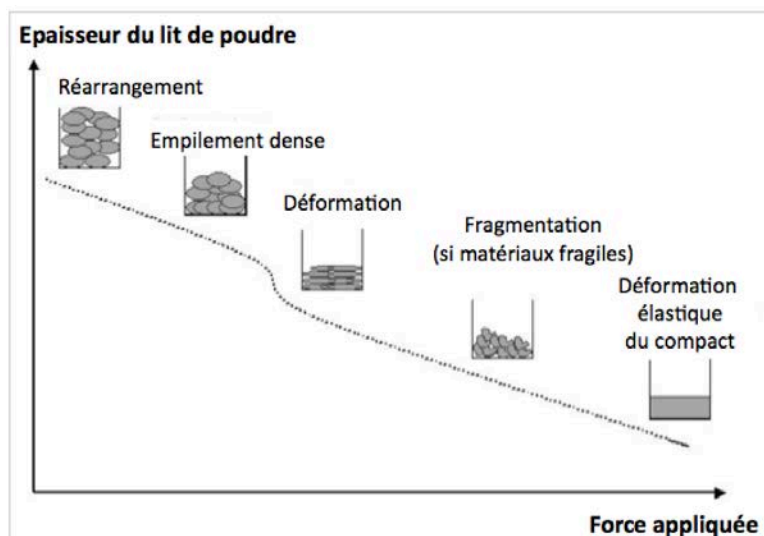 Epaisseur du lit de poudre
Réarrangement
Empilement dense
Déformation
Fragmentation
(si matériaux fragiles)
Déformation
élastique
du compact
Force appliquée